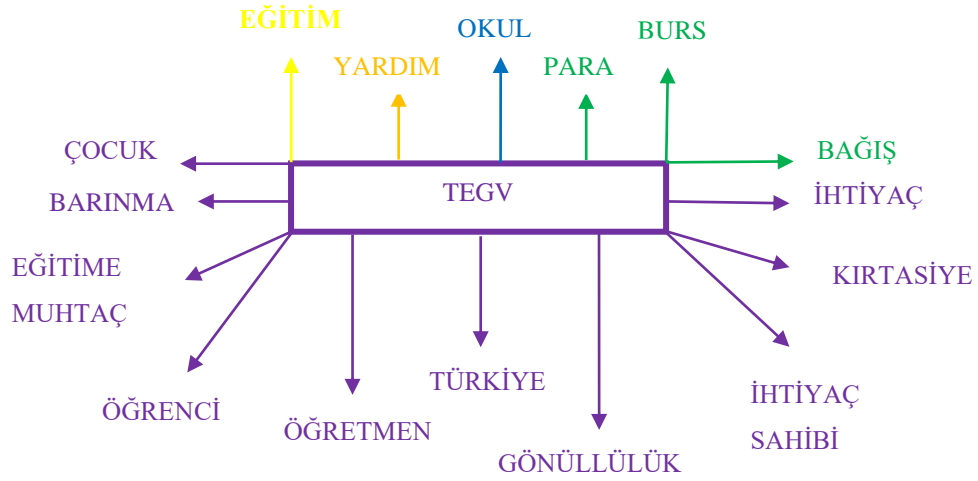 EĞİTİM
OKUL
BURS
YARDIM
PARA
ÇOCUK
BAĞIŞ
BARINMA
TEGV
İHTİYAÇ
EĞİTİME
MUHTAÇ
KIRTASİYE
ÖĞRENCİ
ÖĞRETMEN
TÜRKİYE
GÖNÜLLÜLÜK
İHTİYAÇ
SAHİBİ